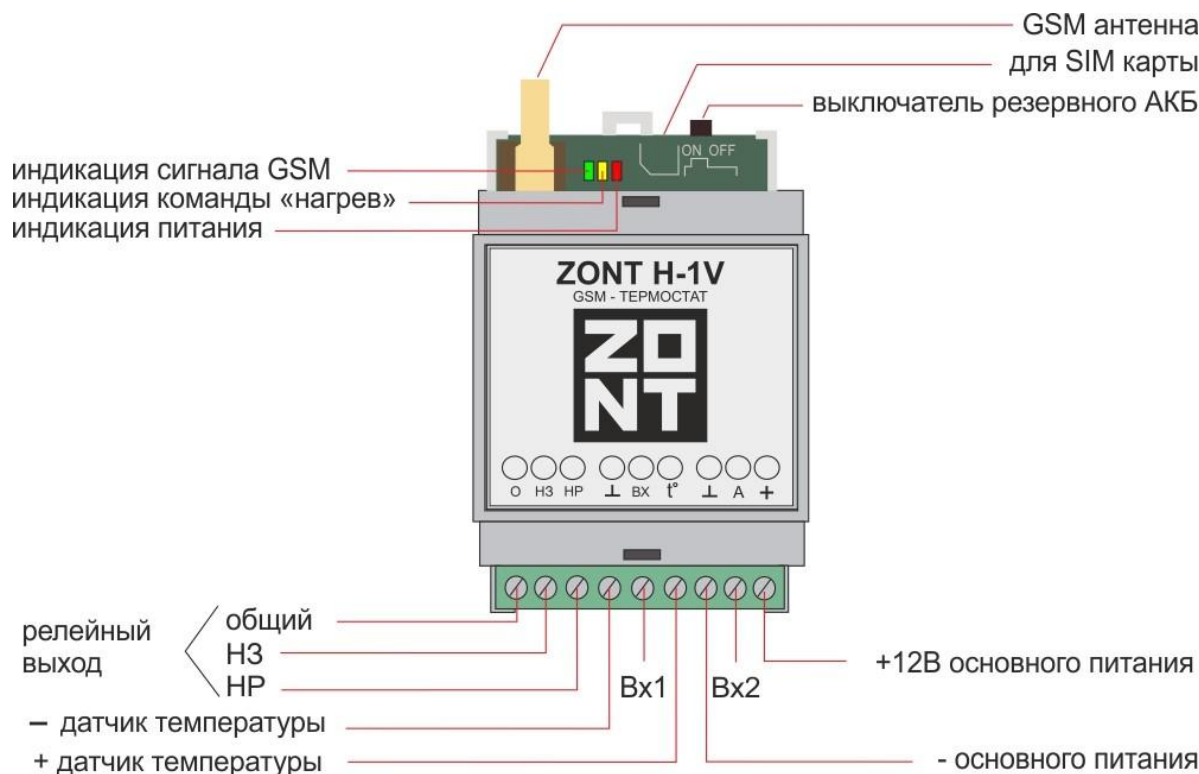 GSM антенна
для SIM карты
выключатель резервного АКБ
ON OFF
индикация сигнала GSM
индикация команды «нагрев»
индикация питания
ZONT H-1V
GSM - ТЕРМОСТАТ
ZO
NT
О НЗ НР ⊥ ВХ t° ⊥ А +
релейный
выход
общий
НЗ
НР
Вх1
Вх2
+12В основного питания
– датчик температуры
+ датчик температуры
- основного питания